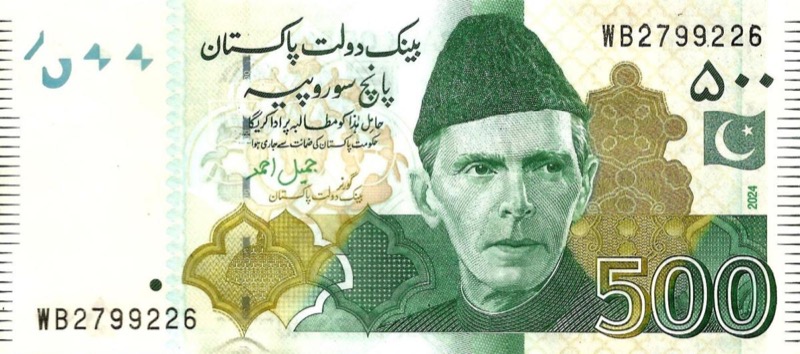 بینک دولت پاکستان
WB2799226
پانچ سو روپیہ
۵۰۰
حامل ہٰذا کو مطالبہ پر ادا کریگا
حکومت پاکستان کی ضمانت سے جاری ہوا
جمیل احمد
گورنر
بینک دولت پاکستان
2024
500
WB2799226